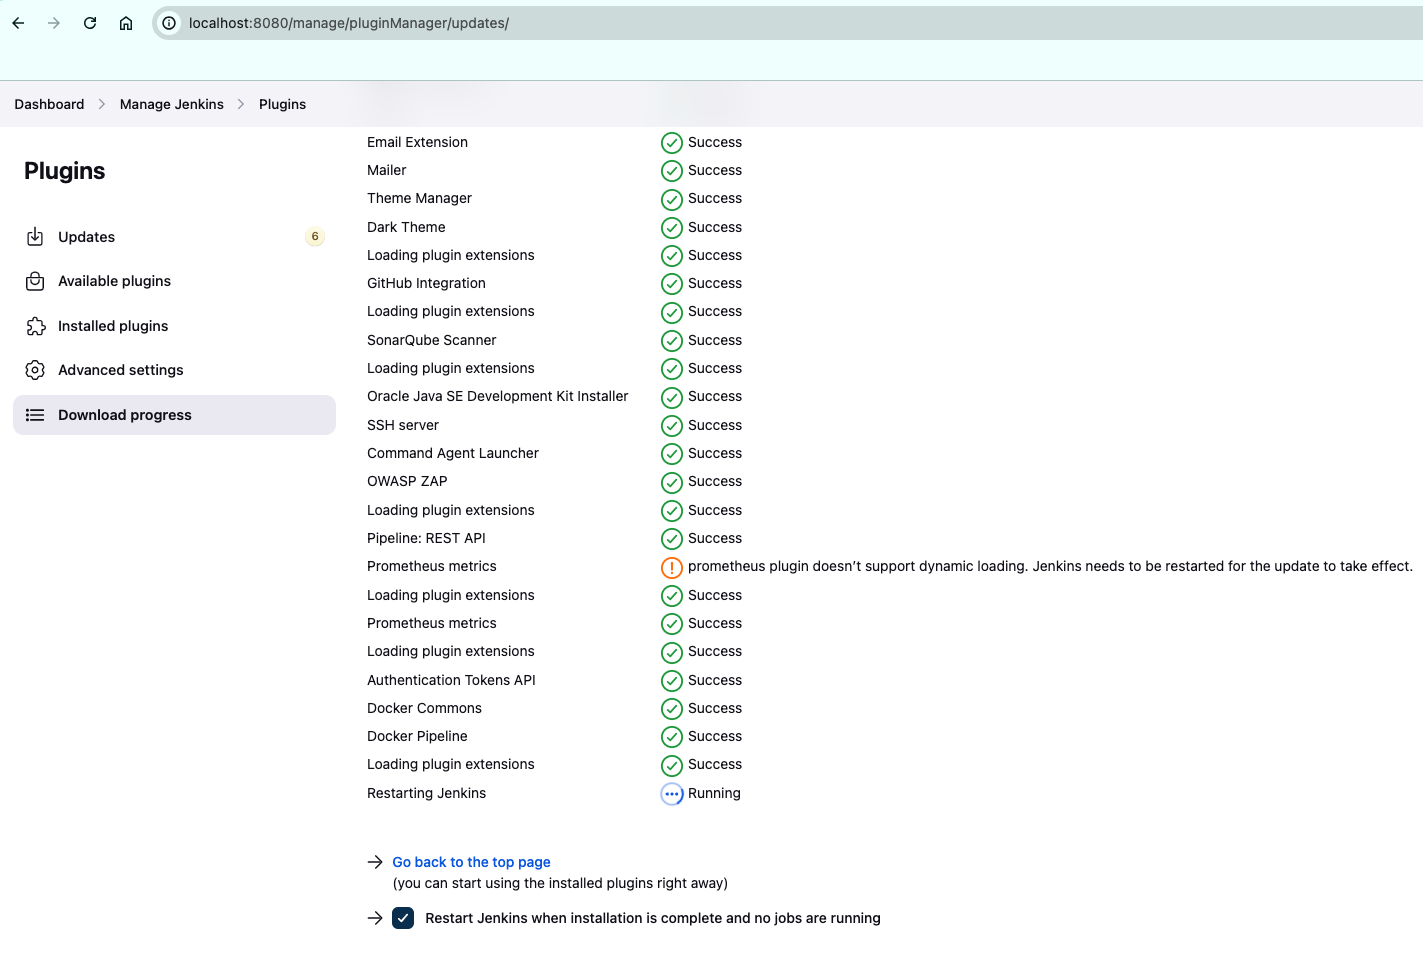 localhost:8080/manage/pluginManager/updates/
Dashboard > Manage Jenkins > Plugins
Plugins
Updates 6
Available plugins
Installed plugins
Advanced settings
Download progress
Email Extension Success
Mailer Success
Theme Manager Success
Dark Theme Success
Loading plugin extensions Success
GitHub Integration Success
Loading plugin extensions Success
SonarQube Scanner Success
Loading plugin extensions Success
Oracle Java SE Development Kit Installer Success
SSH server Success
Command Agent Launcher Success
OWASP ZAP Success
Loading plugin extensions Success
Pipeline: REST API Success
Prometheus metrics prometheus plugin doesn’t support dynamic loading. Jenkins needs to be restarted for the update to take effect.
Loading plugin extensions Success
Prometheus metrics Success
Loading plugin extensions Success
Authentication Tokens API Success
Docker Commons Success
Docker Pipeline Success
Loading plugin extensions Success
Restarting Jenkins Running
Go back to the top page
(you can start using the installed plugins right away)
Restart Jenkins when installation is complete and no jobs are running